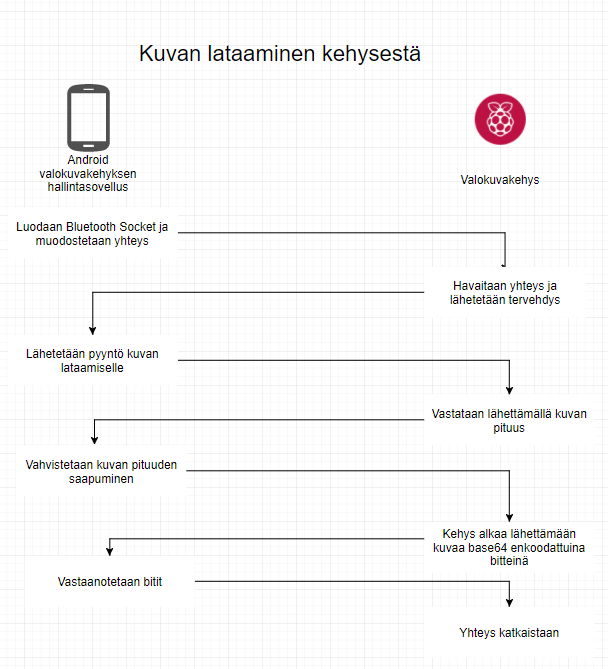 Kuvan lataaminen kehysestä
Android
valokuvakehyksen
hallintasovellus
Valokuvakehys
Luodaan Bluetooth Socket ja
muodostetaan yhteys
Havaitaan yhteys ja
lähetetään tervehdys
Lähetetään pyyntö kuvan
lataamiselle
Vastataan lähettämällä kuvan
pituus
Vahvistetaan kuvan pituuden
saapuminen
Kehys alkaa lähettämään
kuvaa base64 enkoodattuina
bitteinä
Vastaanotetaan bitit
Yhteys katkaistaan